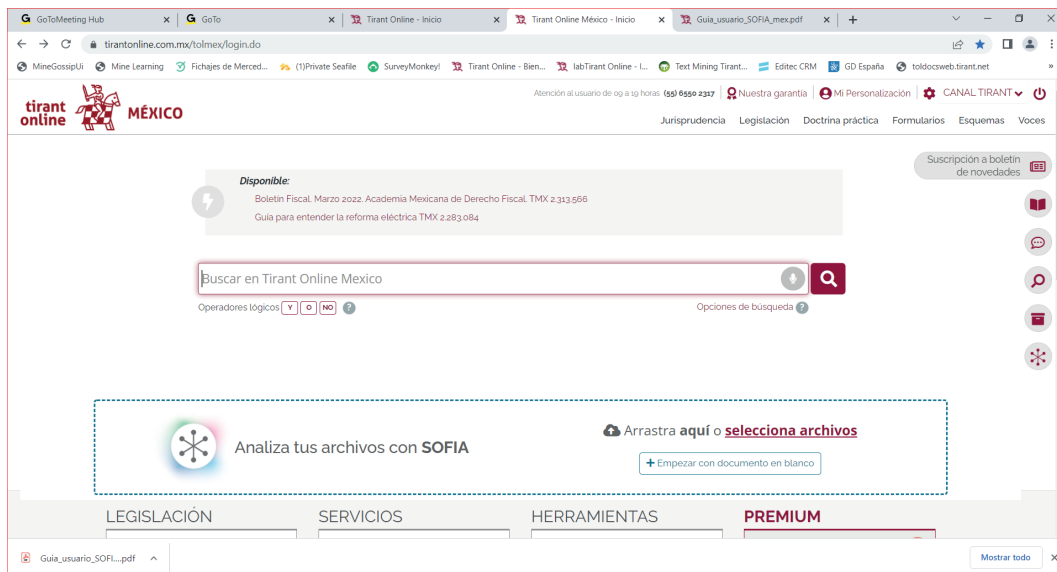 GoToMeeting Hub
GoTo
Tirant Online - Inicio
Tirant Online México - Inicio
Guia_usuario_SOFIA_mex.pdf
tirantonline.com.mx/tolmex/login.do
MineGossipUi
Mine Learning
Fichajes de Merced...
(1)Private Seafile
SurveyMonkey!
Tirant Online - Bien...
labTirant Online - I...
Text Mining Tirant...
Editec CRM
GD España
toldocsweb.tirant.net
»
tirant
online
MÉXICO
Atención al usuario de 09 a 19 horas (55) 6550 2317
Nuestra garantía
Mi Personalización
CANAL TIRANT
Jurisprudencia Legislación Doctrina práctica Formularios Esquemas Voces
Suscripción a boletín
de novedades
Disponible:
Boletín Fiscal. Marzo 2022. Academia Mexicana de Derecho Fiscal. TMX 2.313.566
Guía para entender la reforma eléctrica TMX 2.283.084
Buscar en Tirant Online Mexico
Operadores lógicos Y O NO ?
Opciones de búsqueda ?
Analiza tus archivos con SOFIA
Arrastra aquí o selecciona archivos
+ Empezar con documento en blanco
LEGISLACIÓN
SERVICIOS
HERRAMIENTAS
PREMIUM
Guia_usuario_SOFI....pdf
Mostrar todo